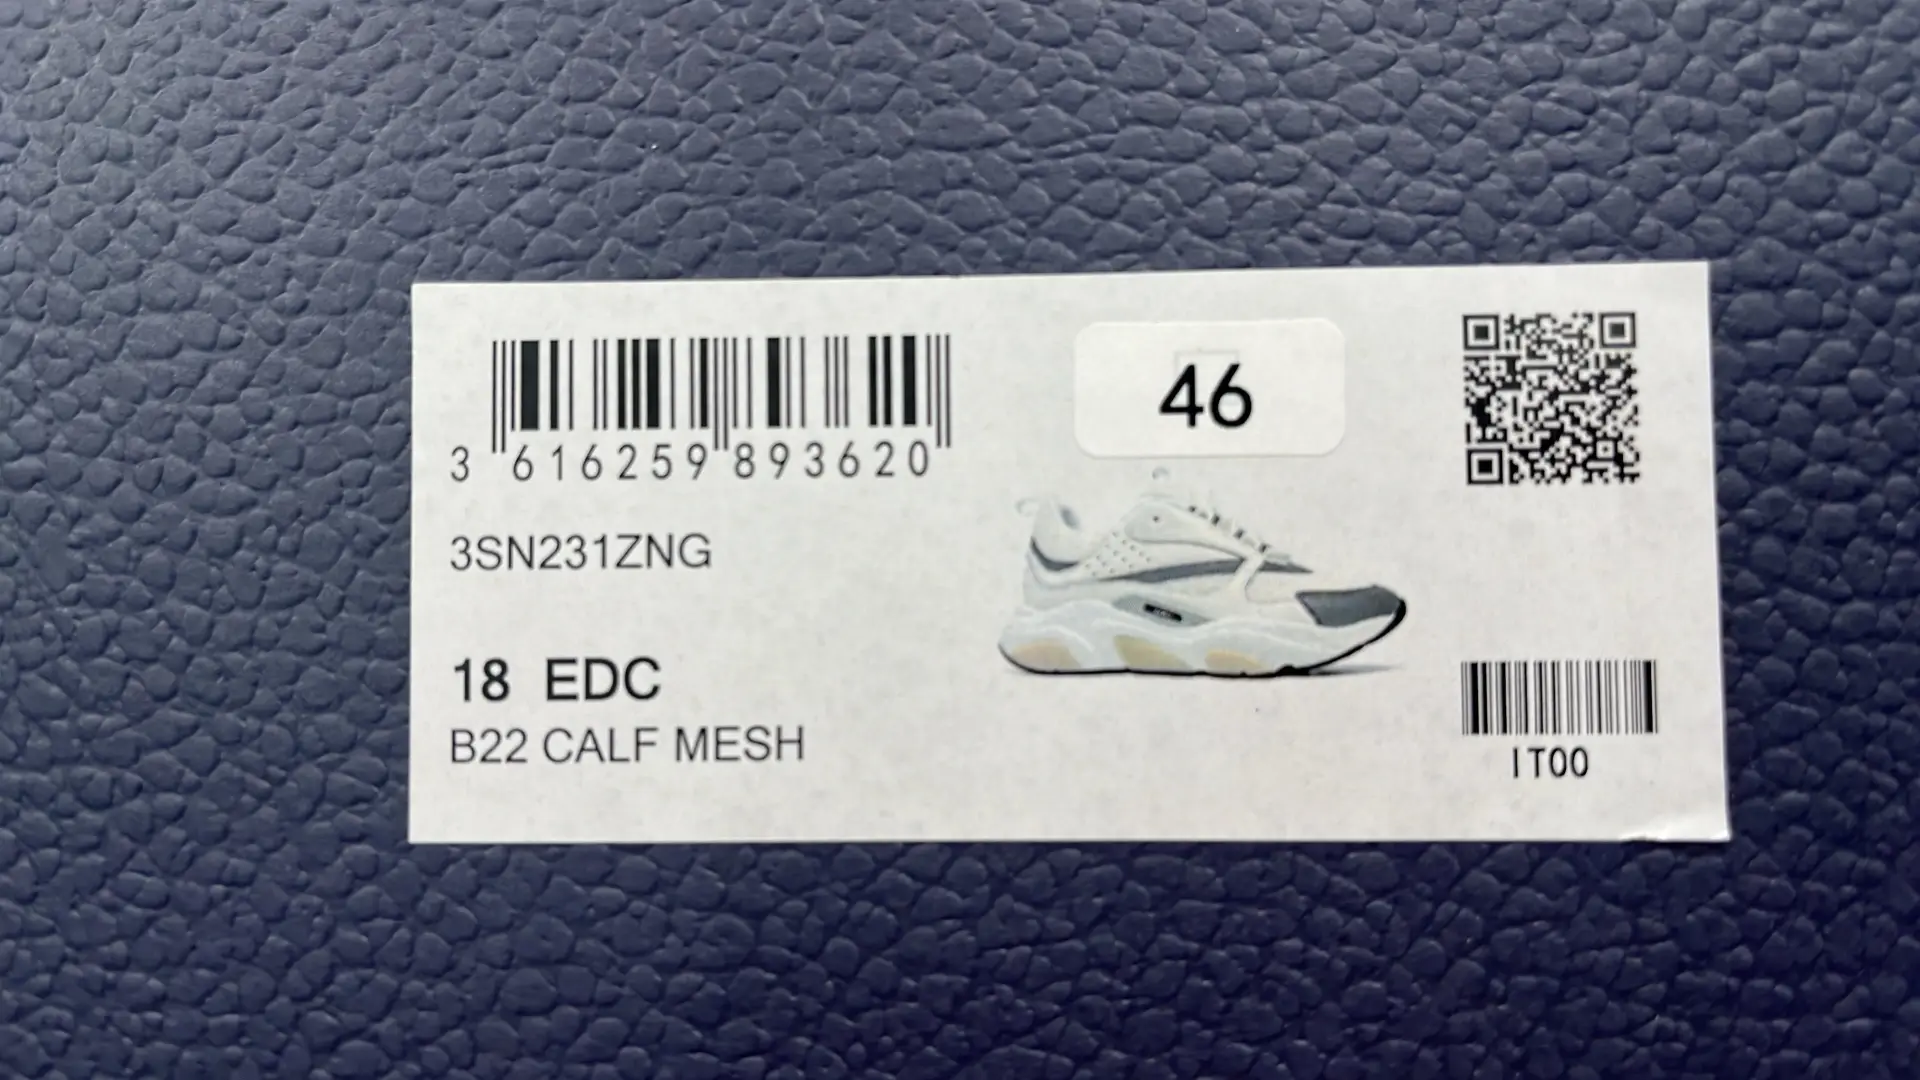 3 616259 893620
46
3SN231ZNG
18 EDC
B22 CALF MESH
IT00